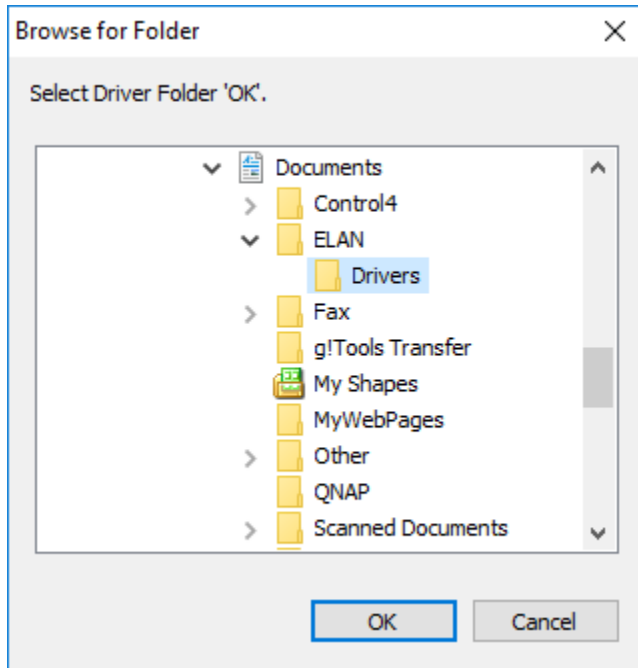 Browse for Folder
Select Driver Folder 'OK'.
Documents
Control4
ELAN
Drivers
Fax
g!Tools Transfer
My Shapes
MyWebPages
Other
QNAP
Scanned Documents
OK Cancel